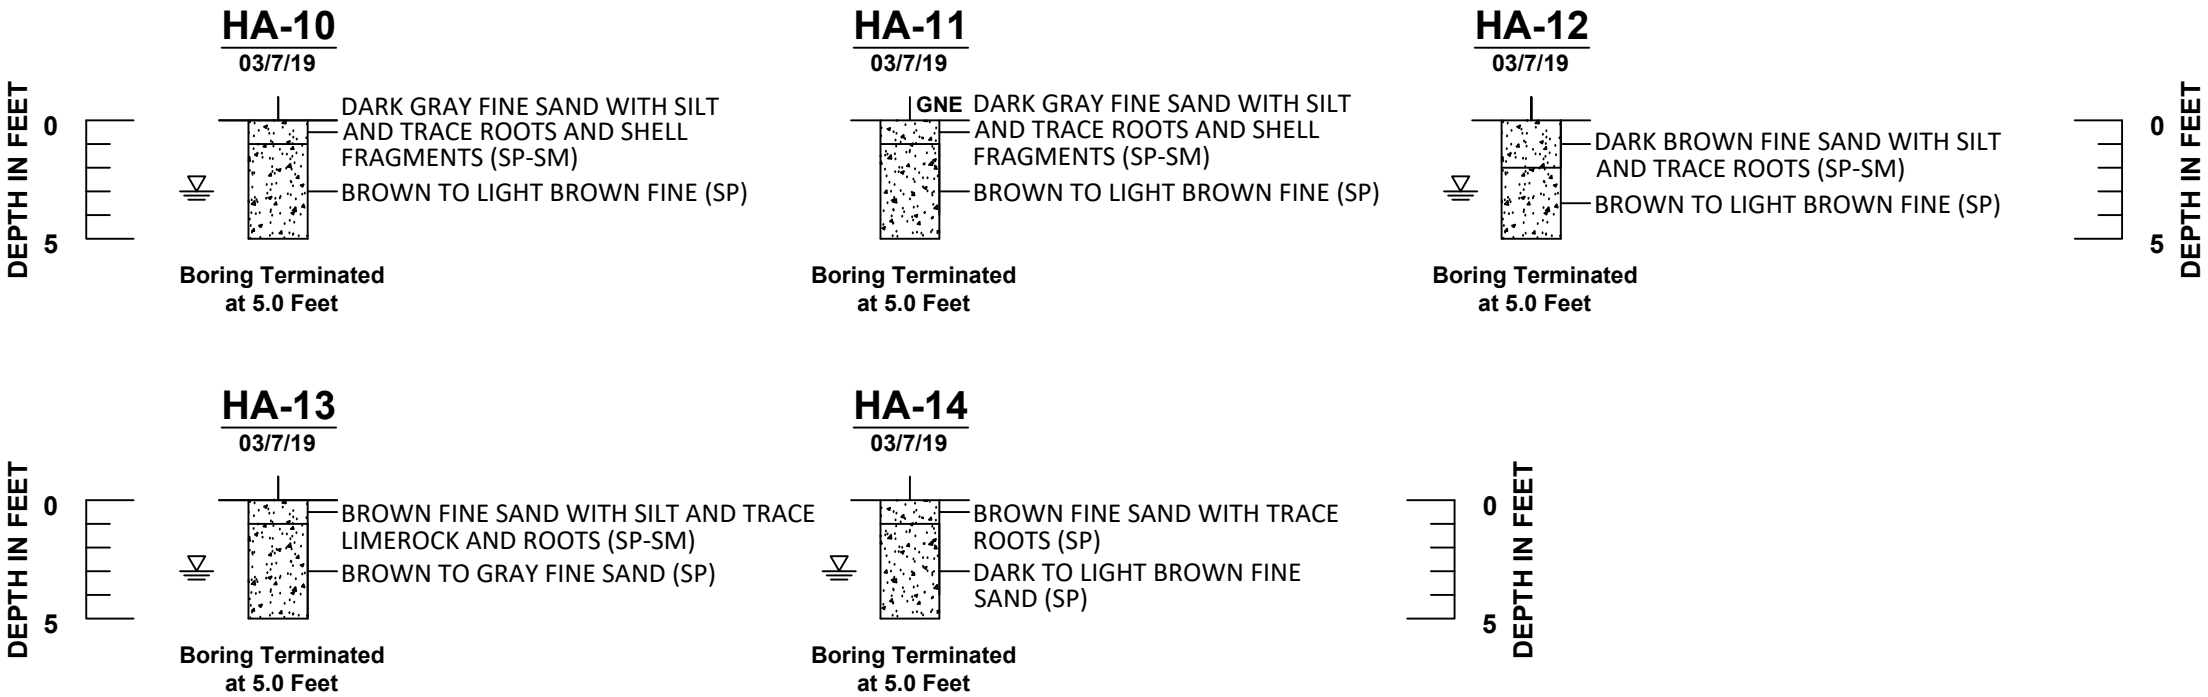 HA-10
03/7/19
DEPTH IN FEET
0
5
DARK GRAY FINE SAND WITH SILT
AND TRACE ROOTS AND SHELL
FRAGMENTS (SP-SM)
BROWN TO LIGHT BROWN FINE (SP)
Boring Terminated
at 5.0 Feet
HA-11
03/7/19
GNE
DARK GRAY FINE SAND WITH SILT
AND TRACE ROOTS AND SHELL
FRAGMENTS (SP-SM)
BROWN TO LIGHT BROWN FINE (SP)
Boring Terminated
at 5.0 Feet
HA-12
03/7/19
DARK BROWN FINE SAND WITH SILT
AND TRACE ROOTS (SP-SM)
BROWN TO LIGHT BROWN FINE (SP)
Boring Terminated
at 5.0 Feet
0
5
DEPTH IN FEET
HA-13
03/7/19
DEPTH IN FEET
0
5
BROWN FINE SAND WITH SILT AND TRACE
LIMEROCK AND ROOTS (SP-SM)
BROWN TO GRAY FINE SAND (SP)
Boring Terminated
at 5.0 Feet
HA-14
03/7/19
BROWN FINE SAND WITH TRACE
ROOTS (SP)
DARK TO LIGHT BROWN FINE
SAND (SP)
Boring Terminated
at 5.0 Feet
0
5
DEPTH IN FEET